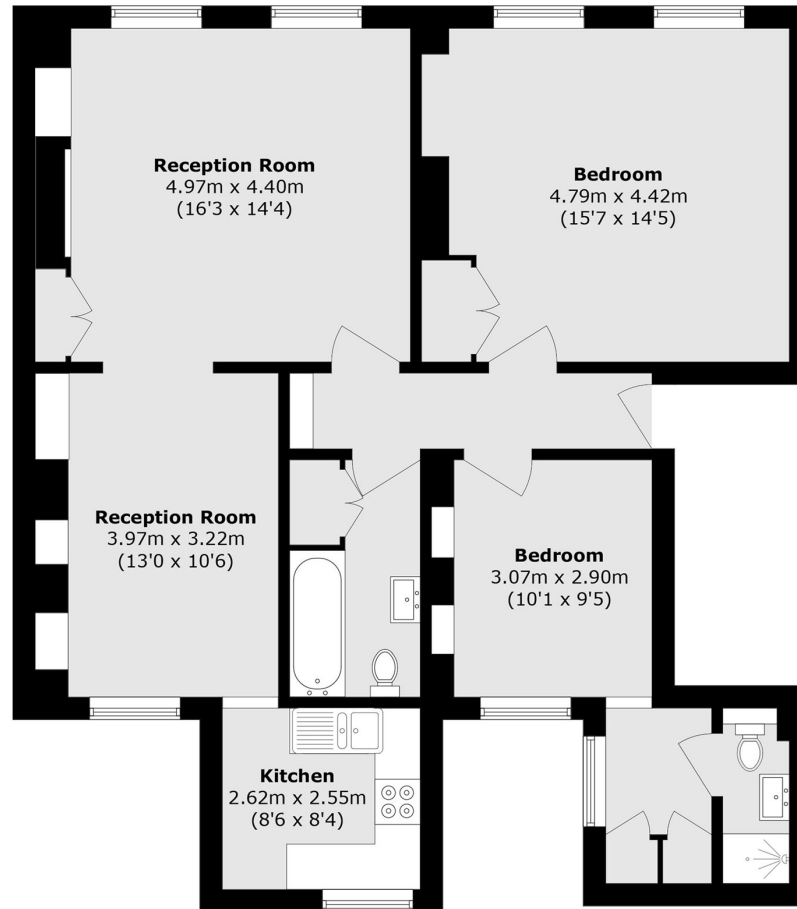 Reception Room
4.97m x 4.40m
(16'3 x 14'4)
Bedroom
4.79m x 4.42m
(15'7 x 14'5)
Reception Room
3.97m x 3.22m
(13'0 x 10'6)
Bedroom
3.07m x 2.90m
(10'1 x 9'5)
Kitchen
2.62m x 2.55m
(8'6 x 8'4)